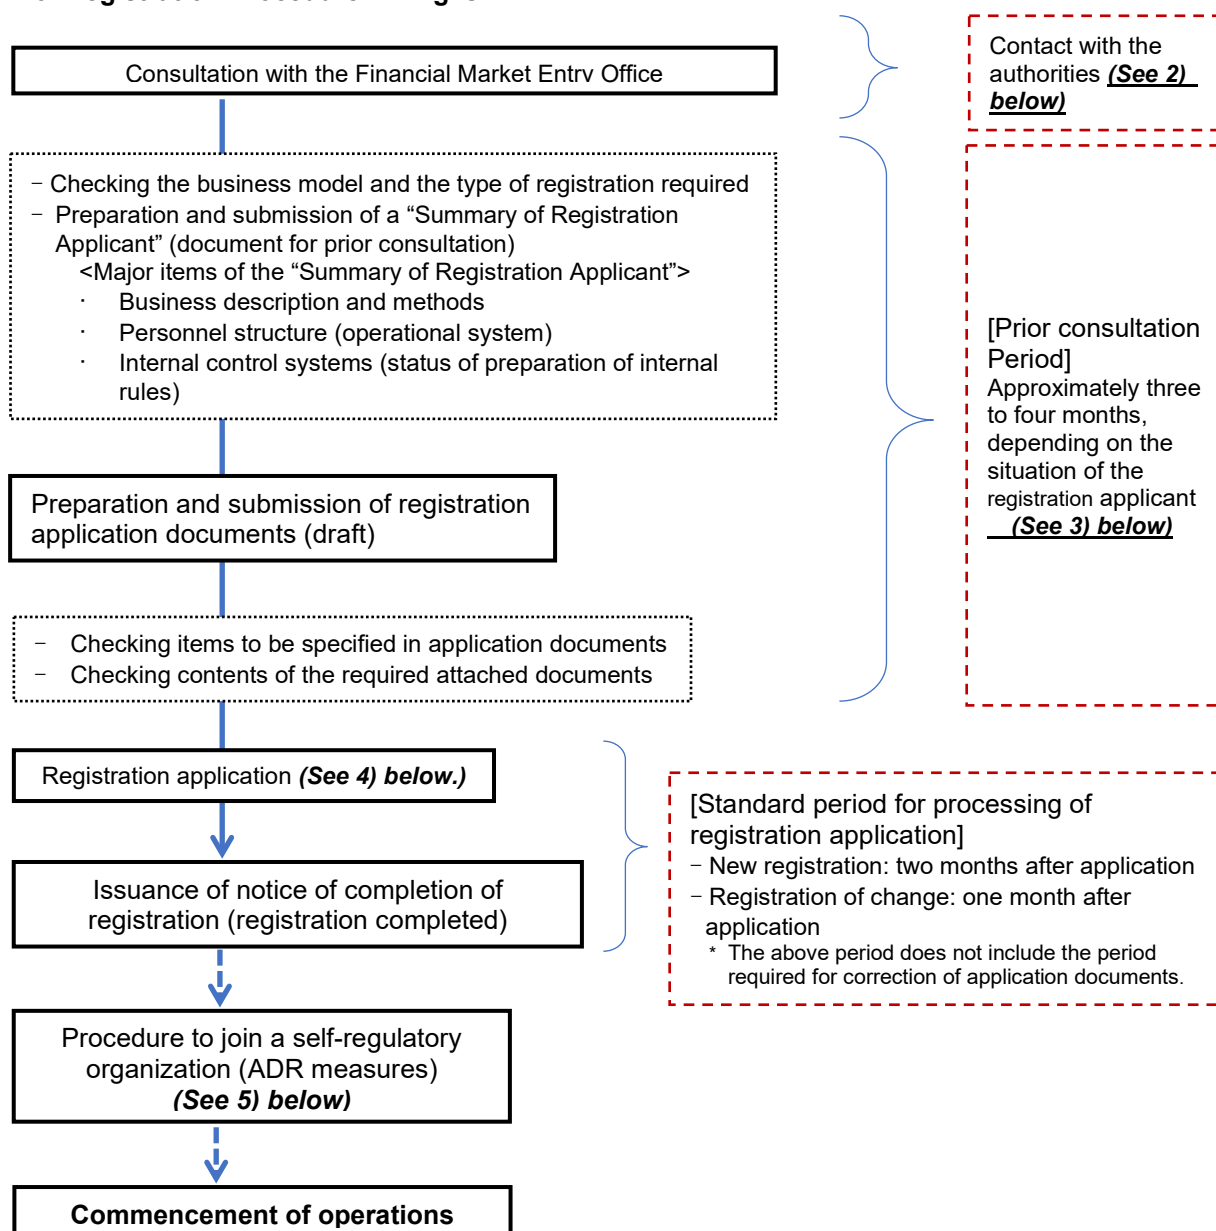 Consultation with the Financial Market Entry Office
Contact with the
authorities (See 2)
below)
- Checking the business model and the type of registration required
- Preparation and submission of a “Summary of Registration
Applicant” (document for prior consultation)
<Major items of the “Summary of Registration Applicant”>
· Business description and methods
· Personnel structure (operational system)
· Internal control systems (status of preparation of internal
rules)
[Prior consultation
Period]
Approximately three
to four months,
depending on the
situation of the
registration applicant
(See 3) below)
Preparation and submission of registration
application documents (draft)
- Checking items to be specified in application documents
- Checking contents of the required attached documents
Registration application (See 4) below.)
[Standard period for processing of
registration application]
- New registration: two months after application
- Registration of change: one month after
application
* The above period does not include the period
required for correction of application documents.
Issuance of notice of completion of
registration (registration completed)
Procedure to join a self-regulatory
organization (ADR measures)
(See 5) below)
Commencement of operations